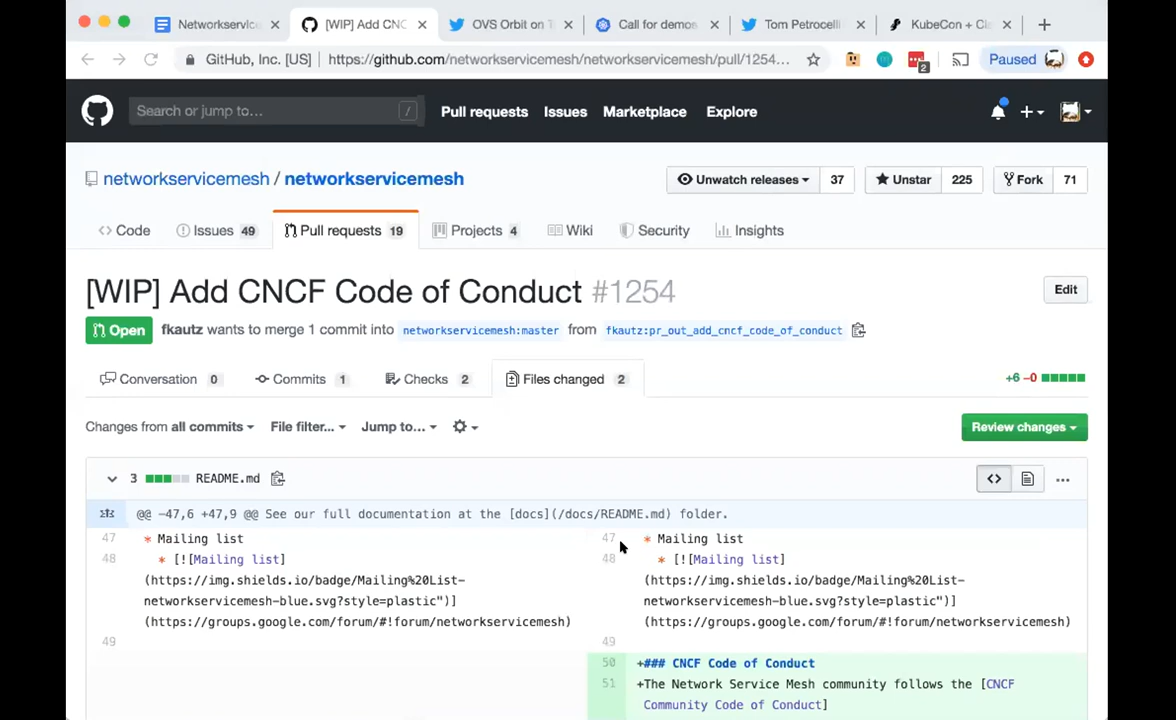 Networkservic
[WIP] Add CNC
OVS Orbit on T
Call for demos
Tom Petrocelli
KubeCon + Cl
GitHub, Inc. [US]
https://github.com/networkservicemesh/networkservicemesh/pull/1254...
2
Paused
Search or jump to...
/
Pull requests
Issues
Marketplace
Explore
networkservicemesh / networkservicemesh
Unwatch releases
37
Unstar
225
Fork
71
Code
Issues 49
Pull requests 19
Projects 4
Wiki
Security
Insights
[WIP] Add CNCF Code of Conduct #1254
Edit
Open
fkautz wants to merge 1 commit into networkservicemesh:master from fkautz:pr_out_add_cncf_code_of_conduct
Conversation 0
Commits 1
Checks 2
Files changed 2
+6 −0
Changes from all commits
File filter...
Jump to...
Review changes
3
README.md
<>
...
@@ -47,6 +47,9 @@ See our full documentation at the [docs](/docs/README.md) folder.
47 * Mailing list
48 * [![Mailing list]
(https://img.shields.io/badge/Mailing%20List-
networkservicemesh-blue.svg?style=plastic")]
(https://groups.google.com/forum/#!forum/networkservicemesh)
49
47 * Mailing list
48 * [![Mailing list]
(https://img.shields.io/badge/Mailing%20List-
networkservicemesh-blue.svg?style=plastic")]
(https://groups.google.com/forum/#!forum/networkservicemesh)
49
50 +### CNCF Code of Conduct
51 +The Network Service Mesh community follows the [CNCF
Community Code of Conduct]